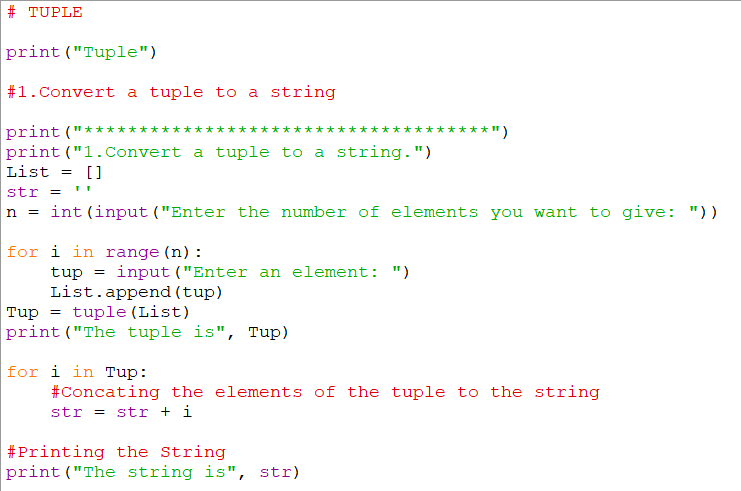 # TUPLE
print("Tuple")
#1.Convert a tuple to a string
print("*************************************")
print("1.Convert a tuple to a string.")
List = []
str = ''
n = int(input("Enter the number of elements you want to give: "))
for i in range(n):
    tup = input("Enter an element: ")
    List.append(tup)
Tup = tuple(List)
print("The tuple is", Tup)
for i in Tup:
    #Concating the elements of the tuple to the string
    str = str + i
#Printing the String
print("The string is", str)